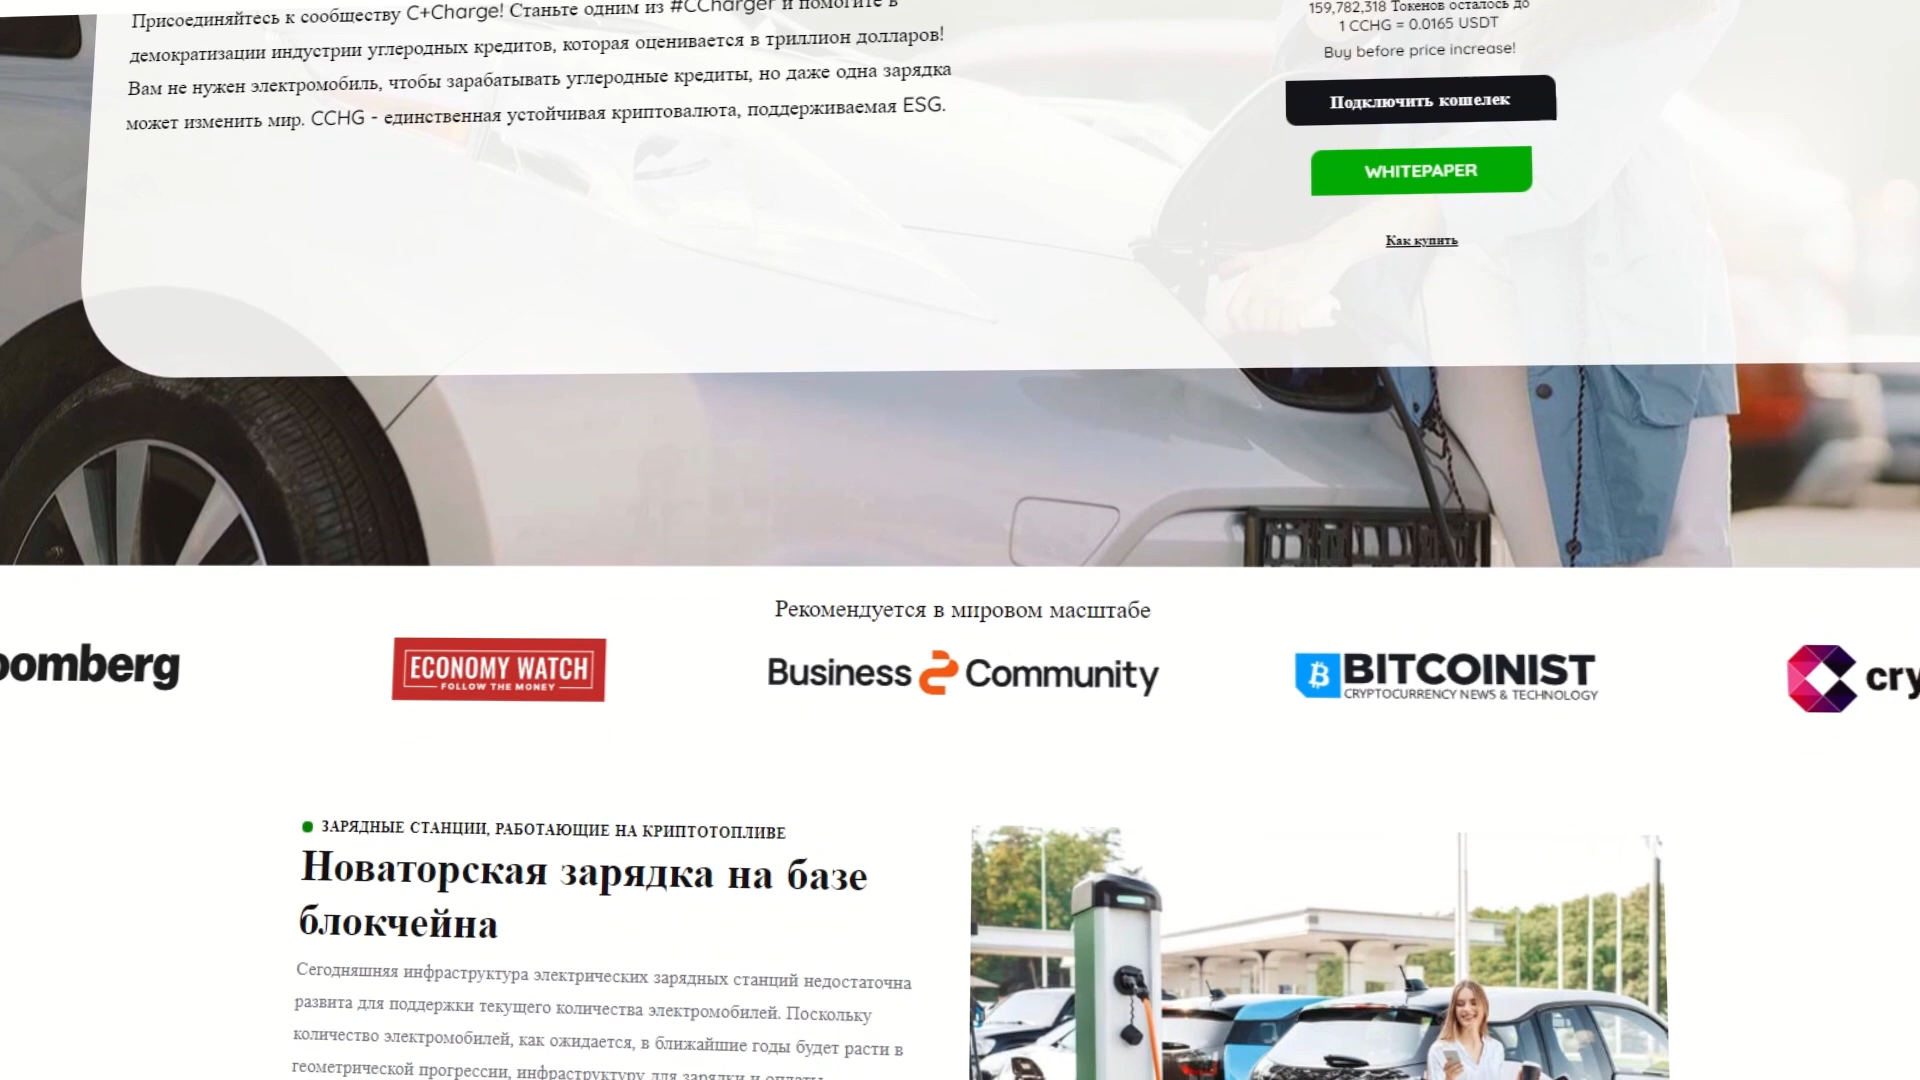 Присоединяйтесь к сообществу C+Charge! Станьте одним из #CCharger и помогите в
демократизации индустрии углеродных кредитов, которая оценивается в триллион долларов!
Вам не нужен электромобиль, чтобы зарабатывать углеродные кредиты, но даже одна зарядка
может изменить мир. CCHG - единственная устойчивая криптовалюта, поддерживаемая ESG.
159,782,318 Токенов осталось до
1 CCHG = 0.0165 USDT
Buy before price increase!
Подключить кошелек
WHITEPAPER
Как купить
Рекомендуется в мировом масштабе
oomberg
ECONOMY WATCH
FOLLOW THE MONEY
Business Community
BITCOINIST
CRYPTOCURRENCY NEWS & TECHNOLOGY
cry
ЗАРЯДНЫЕ СТАНЦИИ, РАБОТАЮЩИЕ НА КРИПТОТОПЛИВЕ
Новаторская зарядка на базе
блокчейна
Сегодняшняя инфраструктура электрических зарядных станций недостаточна
развита для поддержки текущего количества электромобилей. Поскольку
количество электромобилей, как ожидается, в ближайшие годы будет расти в
геометрической прогрессии, инфраструктуру для зарядки и оплаты